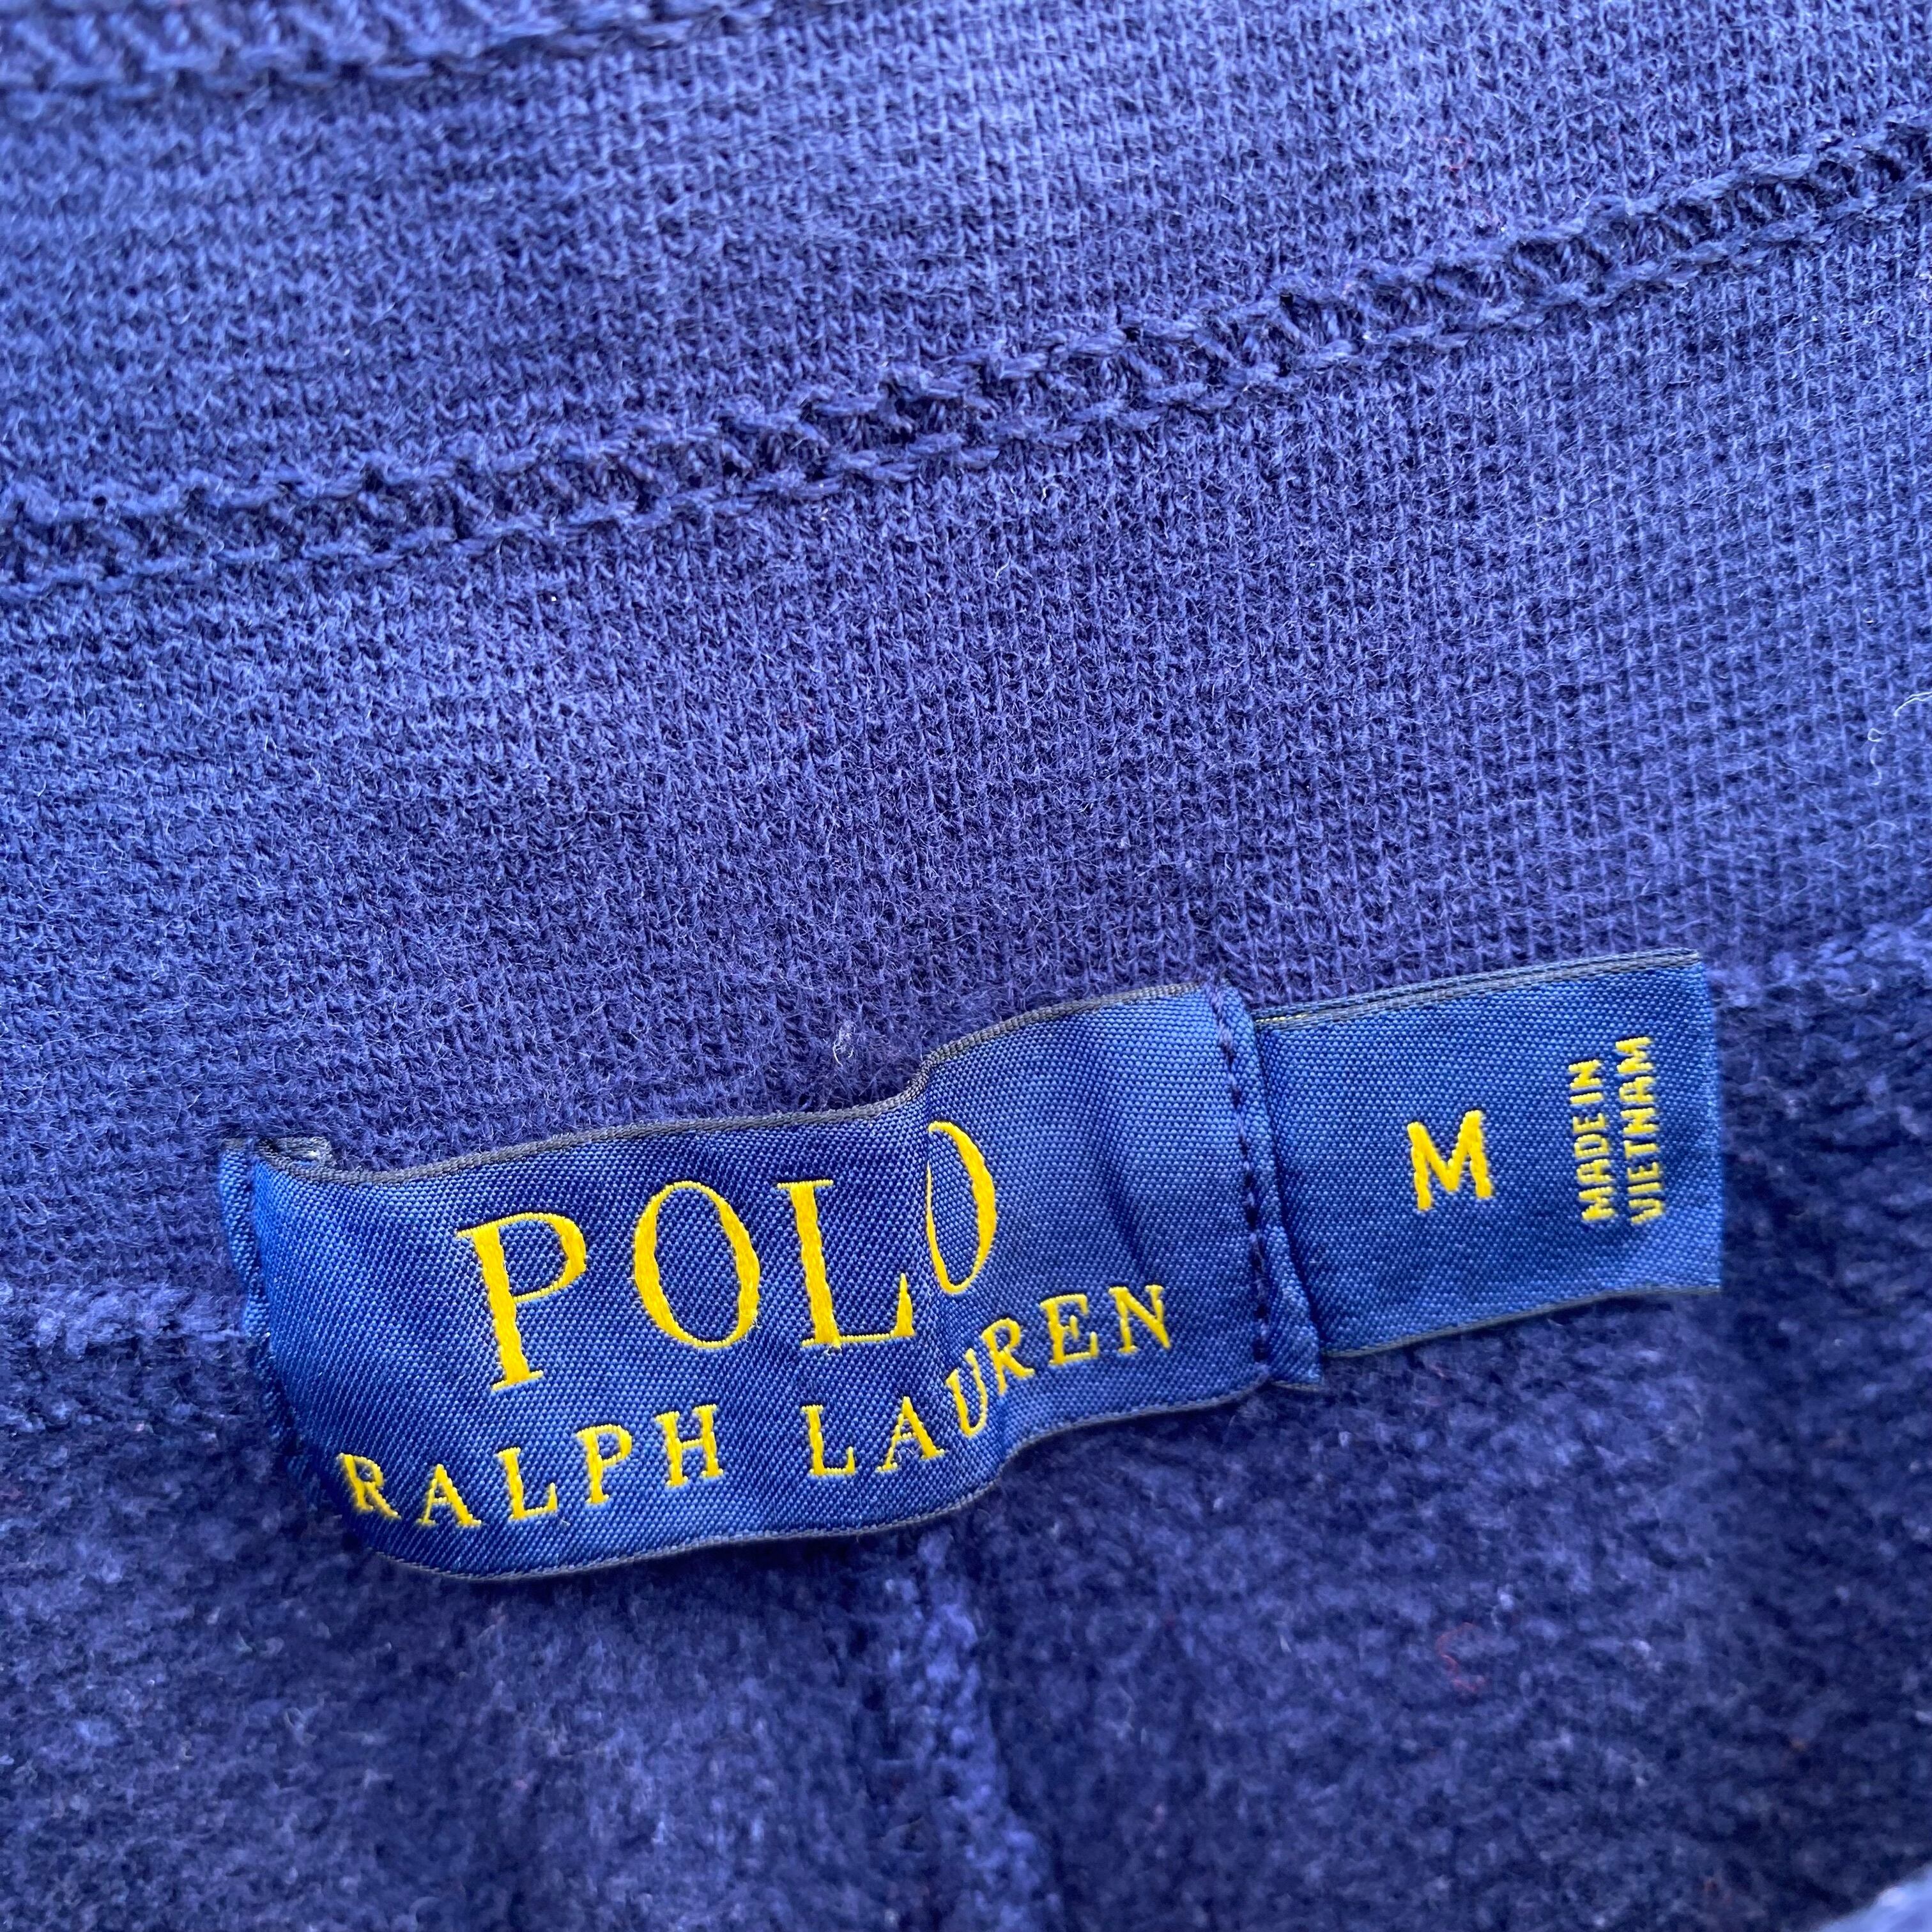 POLO
RALPH LAUREN
M
MADE IN
VIETNAM